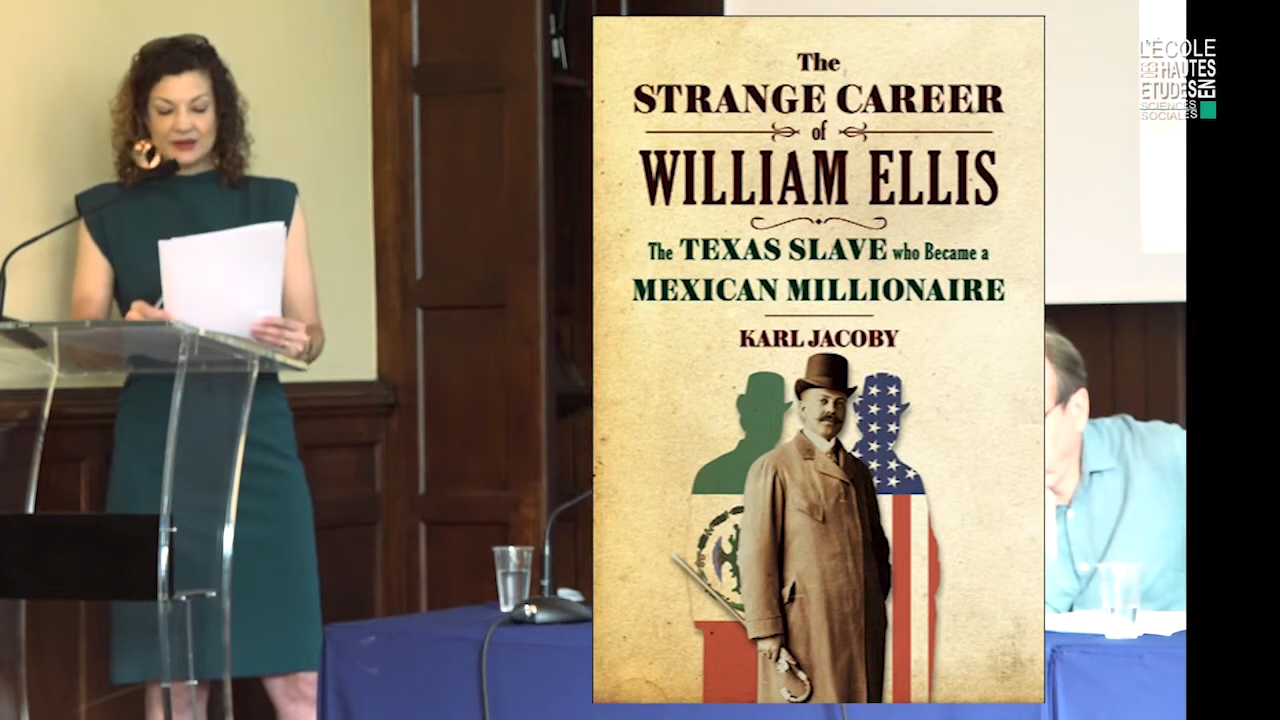 The
STRANGE CAREER
of
WILLIAM ELLIS
The TEXAS SLAVE who Became a
MEXICAN MILLIONAIRE
KARL JACOBY
L'ÉCOLE
DES HAUTES
ETUDES EN
SCIENCES
SOCIALES